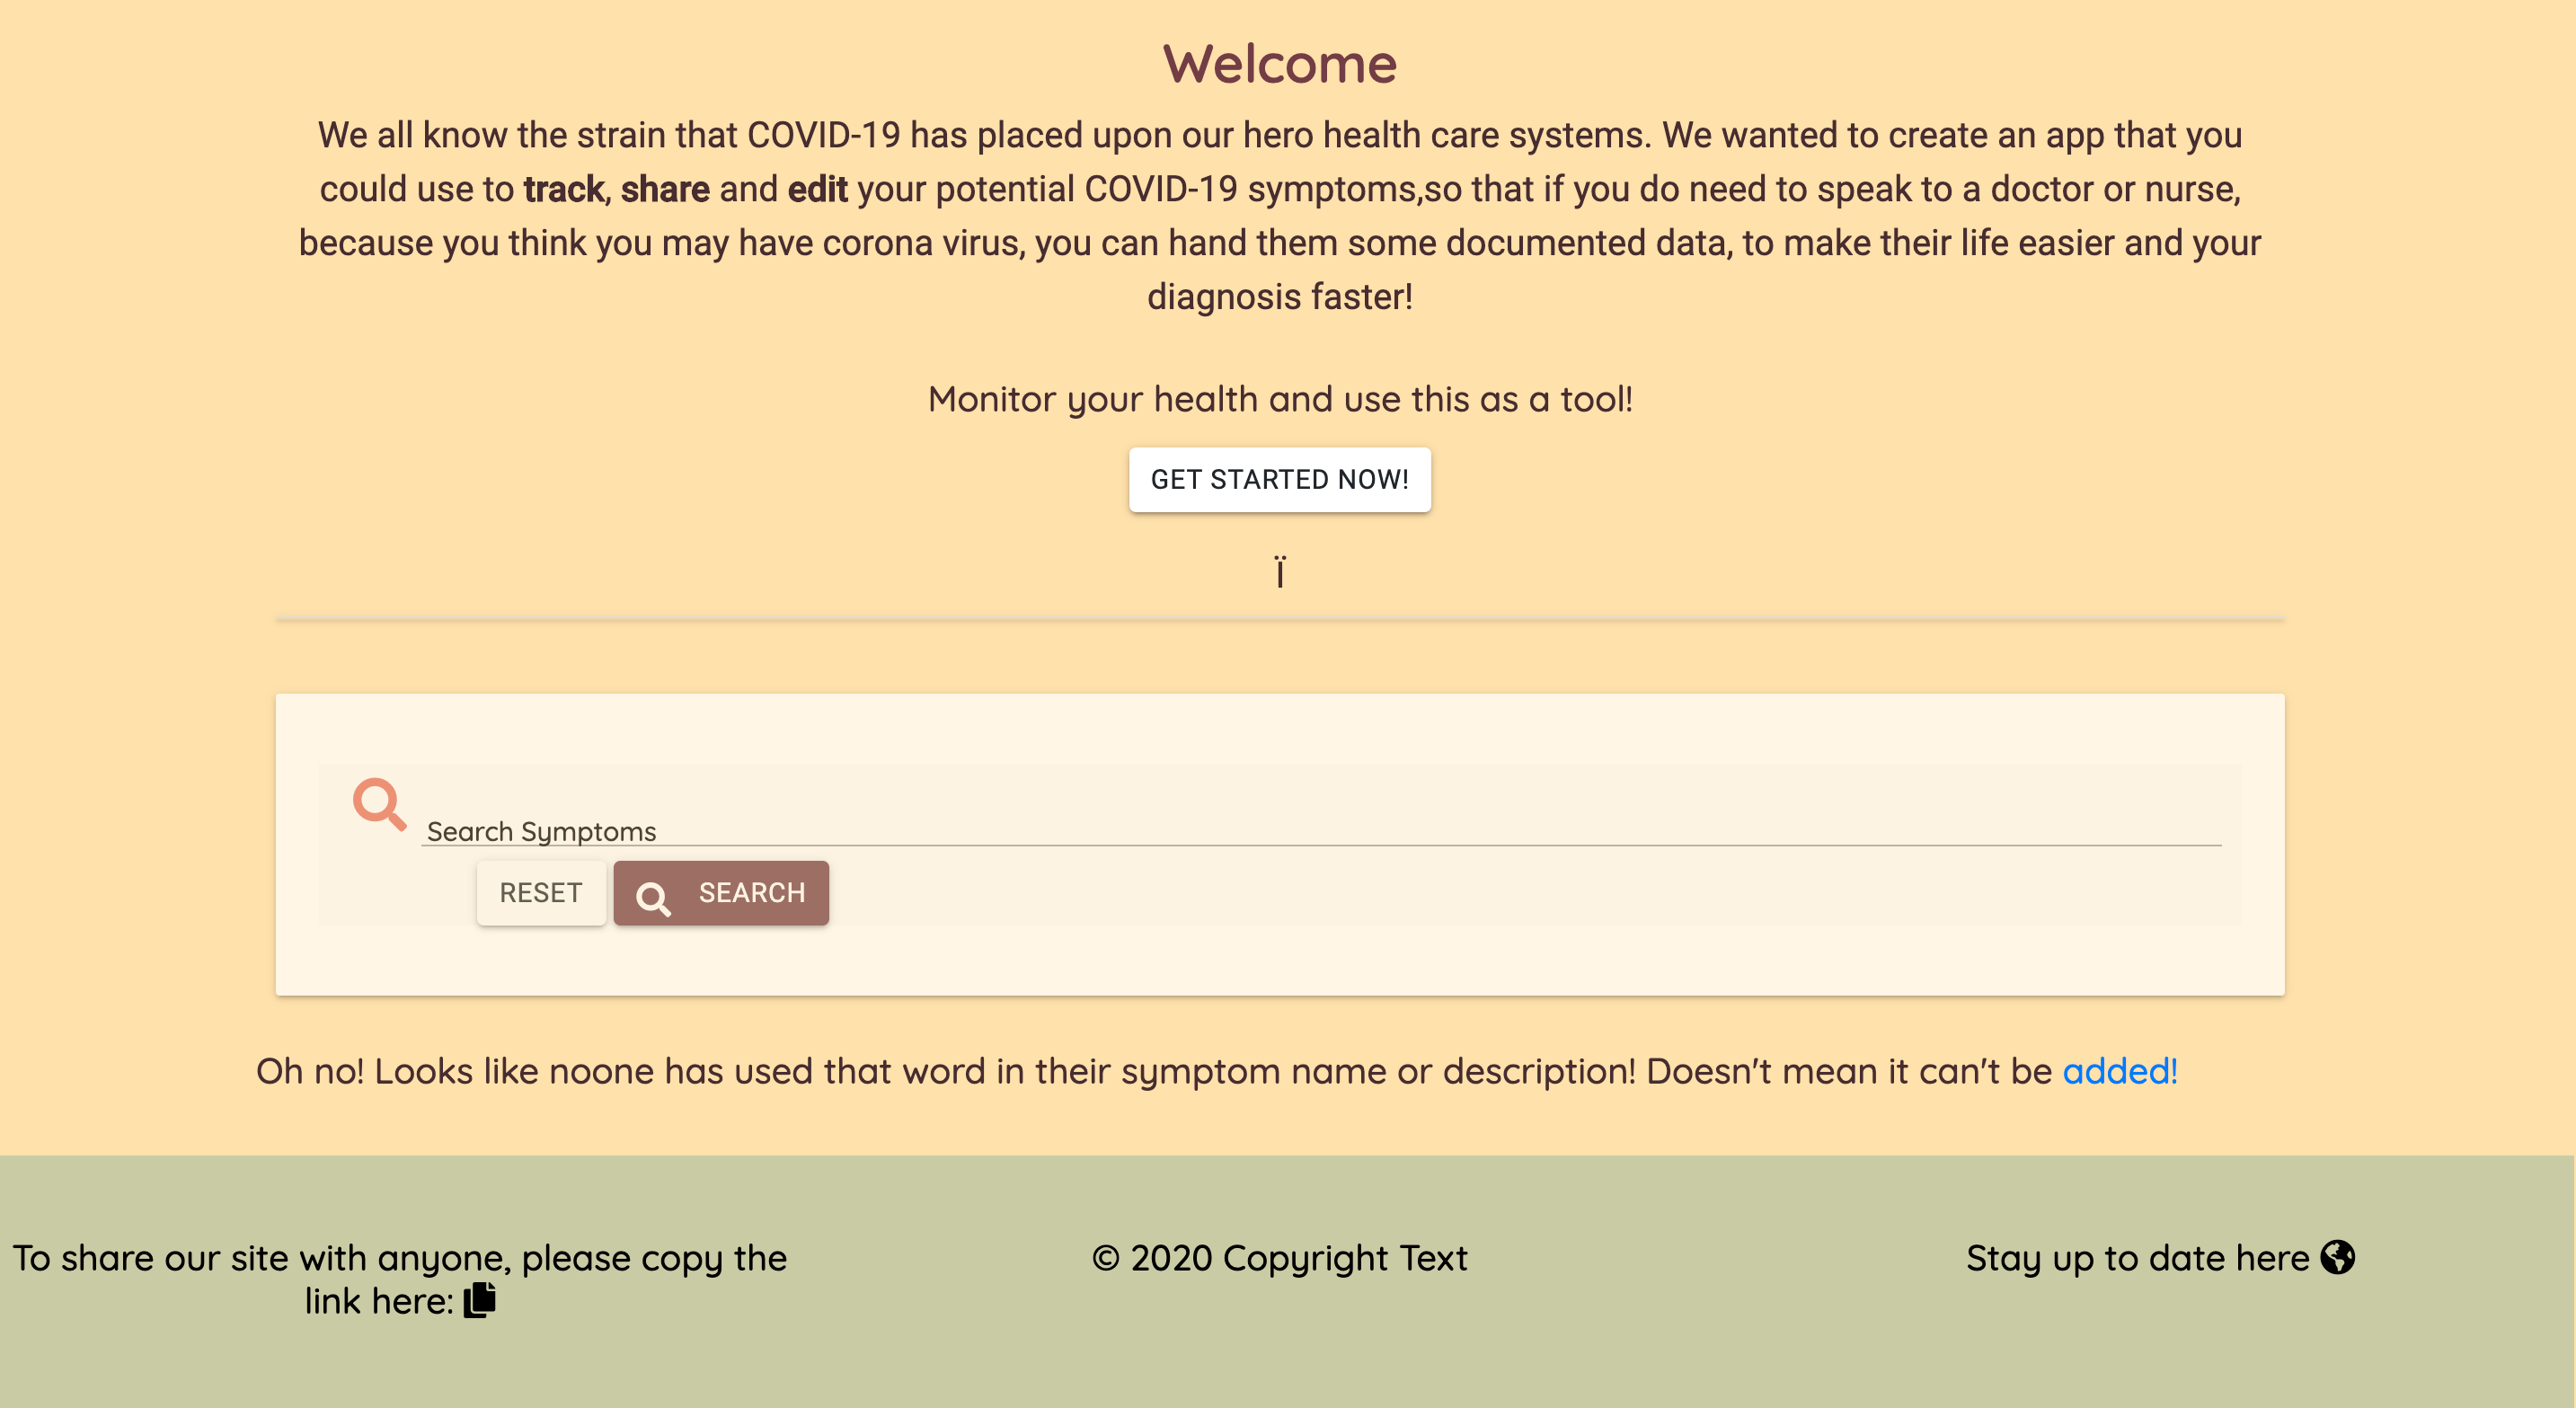 Welcome
We all know the strain that COVID-19 has placed upon our hero health care systems. We wanted to create an app that you
could use to track, share and edit your potential COVID-19 symptoms,so that if you do need to speak to a doctor or nurse,
because you think you may have corona virus, you can hand them some documented data, to make their life easier and your
diagnosis faster!
Monitor your health and use this as a tool!
GET STARTED NOW!
ï
Search Symptoms
RESET SEARCH
Oh no! Looks like noone has used that word in their symptom name or description! Doesn't mean it can't be added!
To share our site with anyone, please copy the
link here:
© 2020 Copyright Text
Stay up to date here